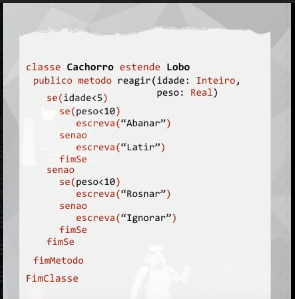 classe Cachorro estende Lobo
publico metodo reagir(idade: Inteiro,
peso: Real)
se(idade<5)
se(peso<10)
escreva(“Abanar”)
senao
escreva(“Latir”)
fimSe
senao
se(peso<10)
escreva(“Rosnar”)
senao
escreva(“Ignorar”)
fimSe
fimSe
fimMetodo
FimClasse